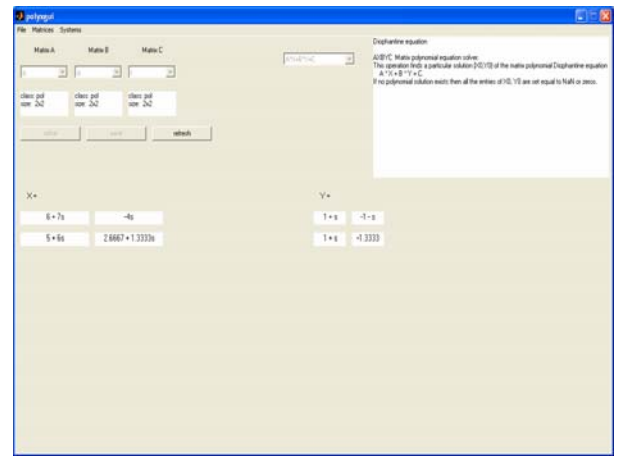 polyxgui
File Matrices Systems
Matrix A Matrix B Matrix C
class: pol class: pol class: pol
size: 2x2 size: 2x2 size: 2x2
solve refresh
Diophantine equation
AXBYC Matrix polynomial equation solver.
This operation finds a particular solution (X0,Y0) of the matrix polynomial Diophantine equation
A * X + B * Y = C.
If no polynomial solution exists then all the entries of X0, Y0 are set equal to NaN or zeros.
X= Y=
6 + 7s -4s 1 + s -1 - s
5 + 6s 2.6667 + 1.3333s 1 + s -1.3333